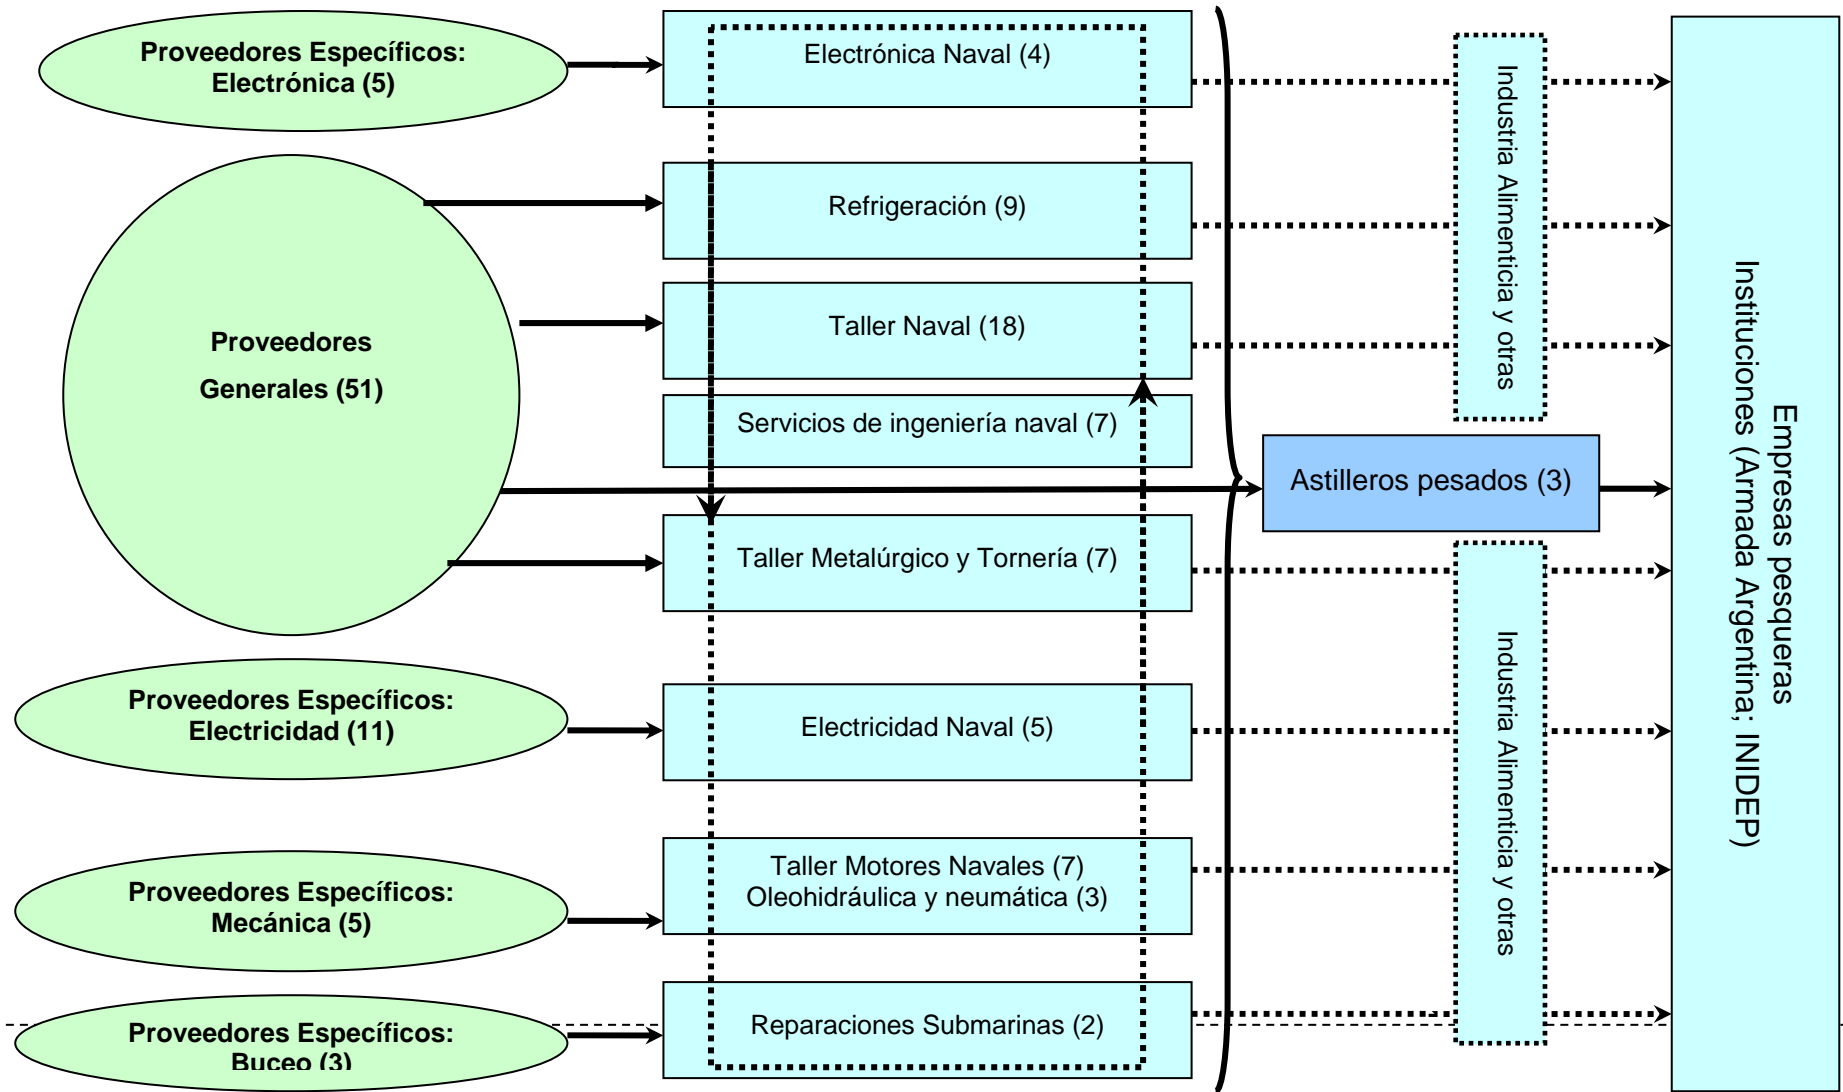 Proveedores Específicos:
Electrónica (5)
Electrónica Naval (4)
Refrigeración (9)
Proveedores
Generales (51)
Taller Naval (18)
Servicios de ingeniería naval (7)
Taller Metalúrgico y Tornería (7)
Proveedores Específicos:
Electricidad (11)
Electricidad Naval (5)
Proveedores Específicos:
Mecánica (5)
Taller Motores Navales (7)
Oleohidráulica y neumática (3)
Proveedores Específicos:
Buceo (3)
Reparaciones Submarinas (2)
Industria Alimenticia y otras
Astilleros pesados (3)
Industria Alimenticia y otras
Empresas pesqueras
Instituciones (Armada Argentina; INIDEP)